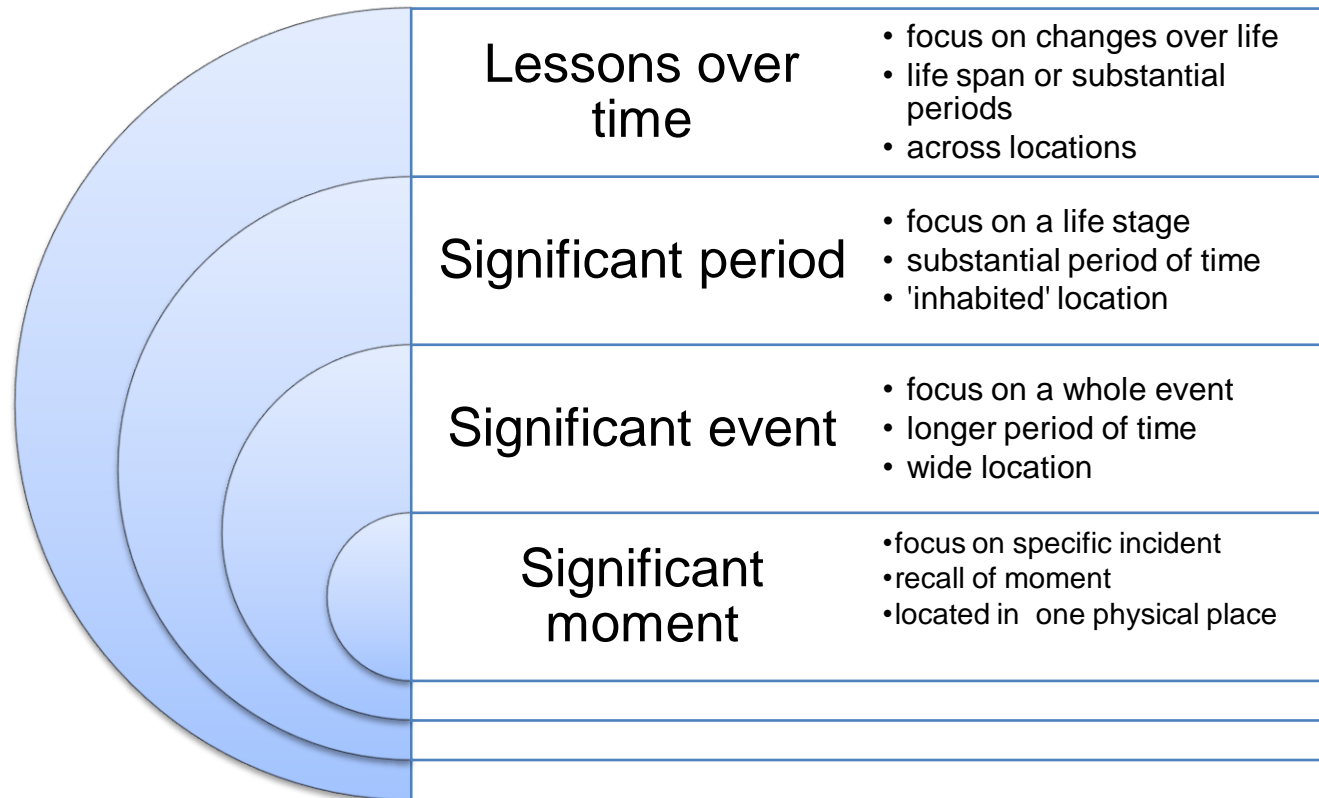 Lessons over
time
• focus on changes over life
• life span or substantial
periods
• across locations
Significant period
• focus on a life stage
• substantial period of time
• 'inhabited' location
Significant event
• focus on a whole event
• longer period of time
• wide location
Significant
moment
•focus on specific incident
•recall of moment
•located in one physical place